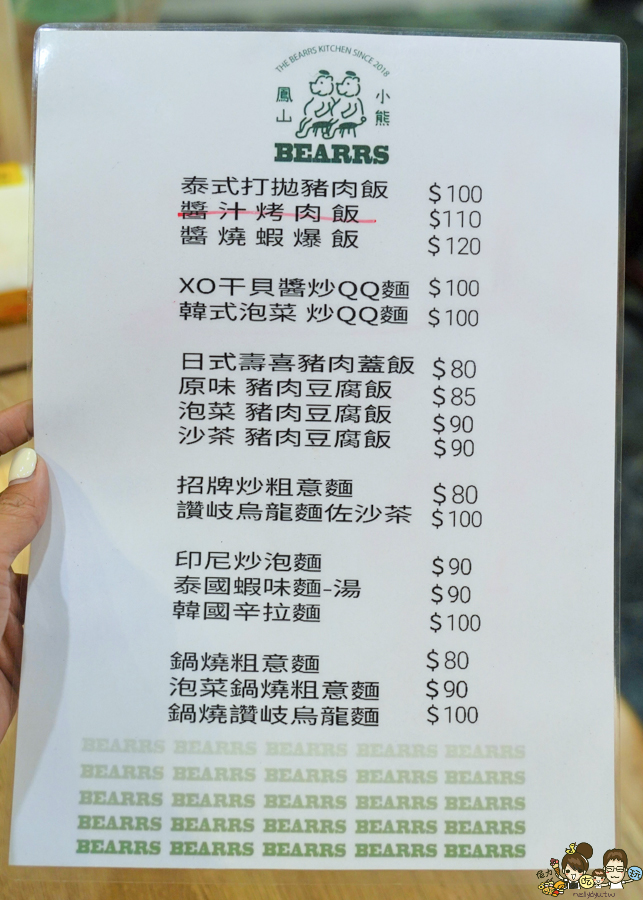 THE BEARRS KITCHEN SINCE 2018
鳳山 小熊
BEARRS
泰式打拋豬肉飯 $100
醬汁烤肉飯 $110
醬燒蝦爆飯 $120
XO干貝醬炒QQ麵 $100
韓式泡菜 炒QQ麵 $100
日式壽喜豬肉蓋飯 $80
原味 豬肉豆腐飯 $85
泡菜 豬肉豆腐飯 $90
沙茶 豬肉豆腐飯 $90
招牌炒粗意麵 $80
讚岐烏龍麵佐沙茶 $100
印尼炒泡麵 $90
泰國蝦味麵-湯 $90
韓國辛拉麵 $100
鍋燒粗意麵 $80
泡菜鍋燒粗意麵 $90
鍋燒讚岐烏龍麵 $100
BEARRS BEARRS BEARRS BEARRS BEARRS
BEARRS BEARRS BEARRS BEARRS BEARRS
BEARRS BEARRS BEARRS BEARRS BEARRS
BEARRS BEARRS BEARRS BEARRS BEARRS
BEARRS BEARRS BEARRS BEARRS BEARRS